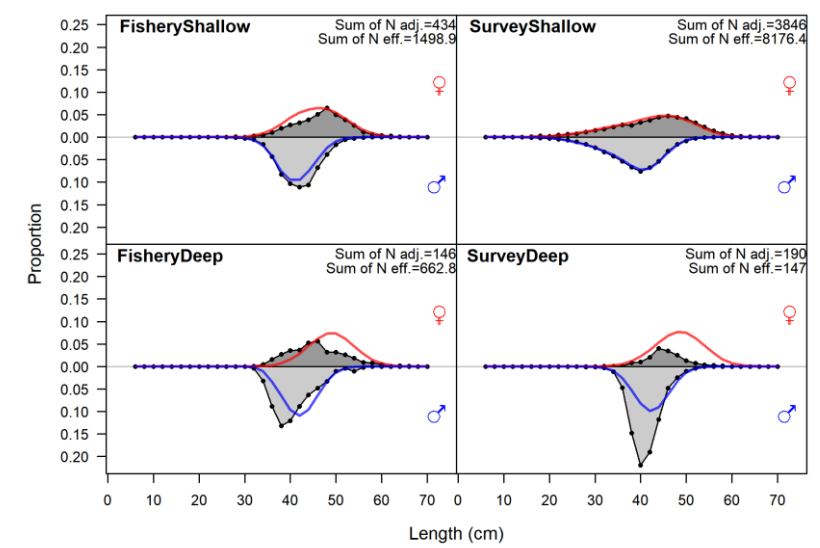 FisheryShallow
Sum of N adj.=434
Sum of N eff.=1498.9
SurveyShallow
Sum of N adj.=3846
Sum of N eff.=8176.4
0.25
0.20
0.15
0.10
0.05
0.00
0.05
0.10
0.15
0.20
♀
♂
♀
♂
FisheryDeep
Sum of N adj.=146
Sum of N eff.=662.8
SurveyDeep
Sum of N adj.=190
Sum of N eff.=147
0.25
0.20
0.15
0.10
0.05
0.00
0.05
0.10
0.15
0.20
♀
♂
♀
♂
Proportion
0 10 20 30 40 50 60 70 0 10 20 30 40 50 60 70
Length (cm)